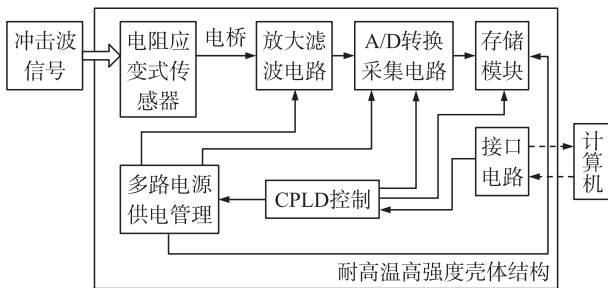 冲击波
信号
电阻应
变式传
感器
电桥
放大滤
波电路
A/D转换
采集电路
存储
模块
多路电源
供电管理
CPLD控制
接口
电路
计
算
机
耐高温高强度壳体结构